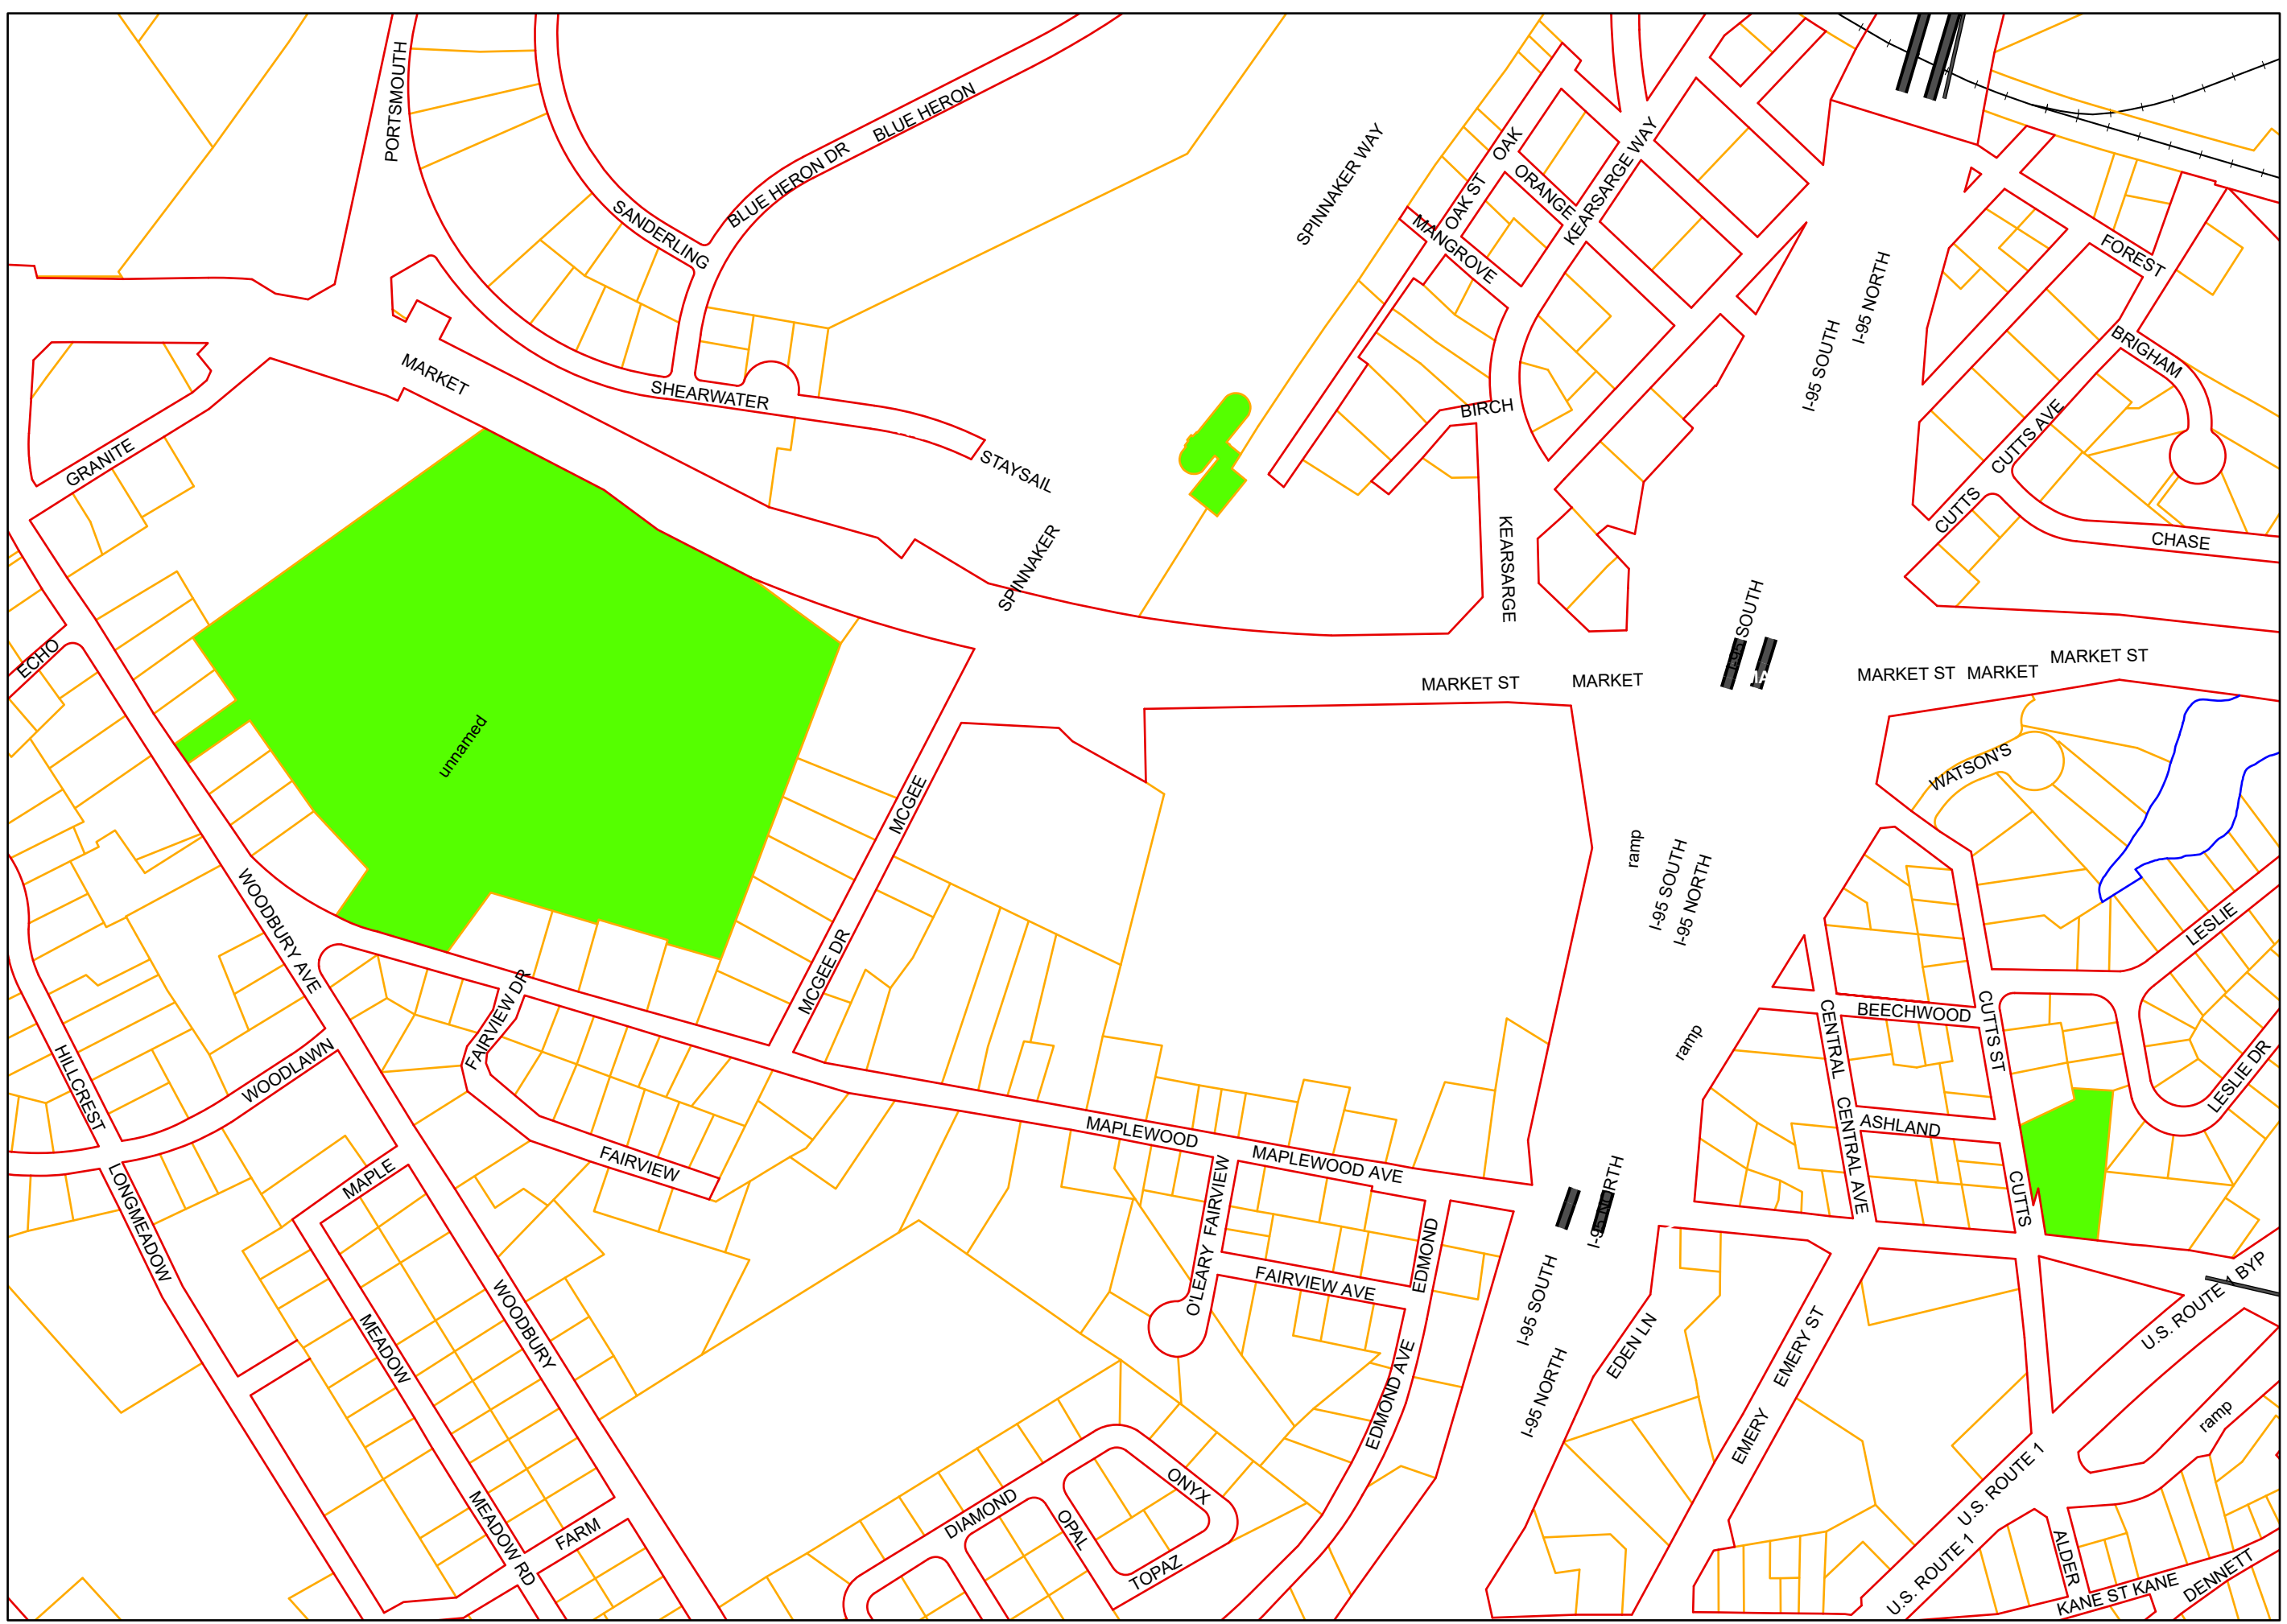 PORTSMOUTH
BLUE HERON
BLUE HERON DR
SANDERLING
SPINNAKER WAY
OAK
OAK ST
ORANGE
KEARSARGE WAY
MANGROVE
I-95 NORTH
I-95 SOUTH
FOREST
BRIGHAM
MARKET
SHEARWATER
BIRCH
CUTTS AVE
GRANITE
STAYSAIL
CUTTS
CHASE
SPINNAKER
KEARSARGE
I-95 SOUTH
ECHO
MARKET ST
MARKET
MARKET ST
MARKET
MARKET ST
unnamed
WATSON'S
MCGEE
ramp
I-95 SOUTH
I-95 NORTH
WOODBURY AVE
LESLIE
MCGEE DR
FAIRVIEW DR
BEECHWOOD
CENTRAL
CUTTS ST
ramp
HILLCREST
WOODLAWN
LESLIE DR
MAPLEWOOD
MAPLEWOOD AVE
CENTRAL AVE
ASHLAND
FAIRVIEW
MAPLE
LONGMEADOW
FAIRVIEW
CUTTS
I-95 NORTH
O'LEARY
EDMOND
FAIRVIEW AVE
U.S. ROUTE 1 BYP
WOODBURY
MEADOW
I-95 SOUTH
EDEN LN
EMERY ST
EDMOND AVE
I-95 NORTH
EMERY
ramp
ONYX
DIAMOND
OPAL
TOPAZ
U.S. ROUTE 1
U.S. ROUTE 1
MEADOW RD
FARM
ALDER
KANE ST
KANE
DENNETT